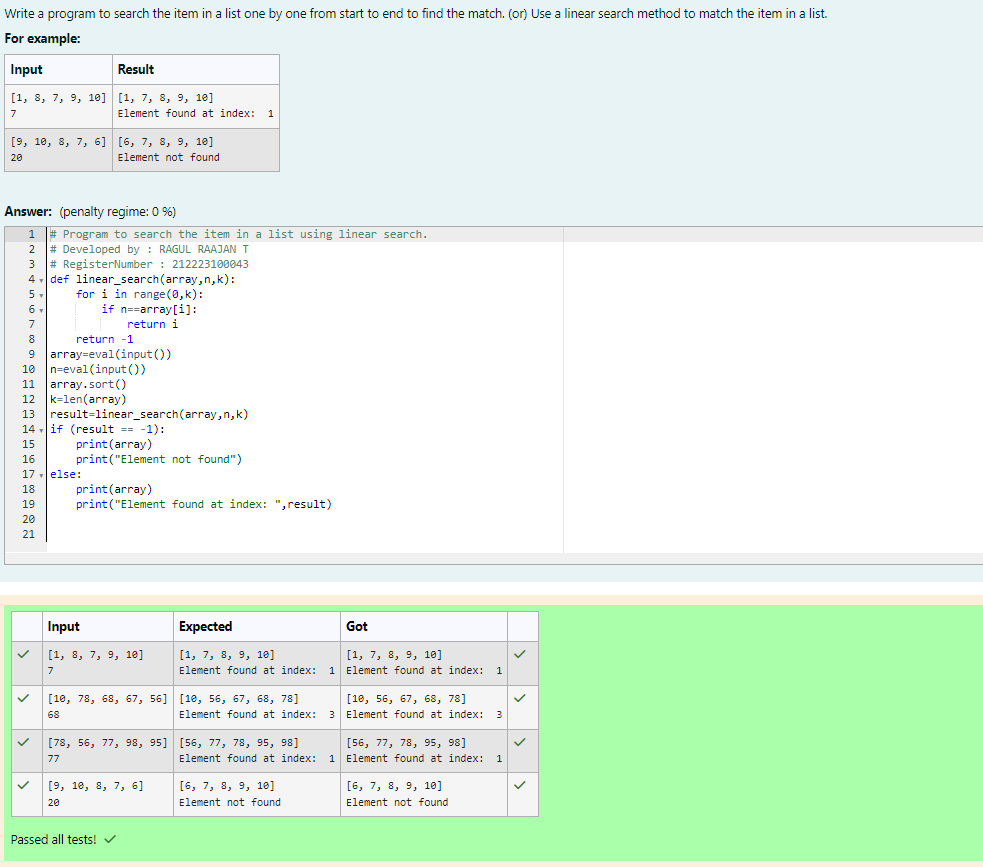 Write a program to search the item in a list one by one from start to end to find the match. (or) Use a linear search method to match the item in a list.
For example:
Input Result
[1, 8, 7, 9, 10] [1, 7, 8, 9, 10]
7 Element found at index:  1
[9, 10, 8, 7, 6] [6, 7, 8, 9, 10]
20 Element not found
Answer: (penalty regime: 0 %)
1 # Program to search the item in a list using linear search.
2 # Developed by : RAGUL RAAJAN T
3 # RegisterNumber : 212223100043
4 def linear_search(array,n,k):
5     for i in range(0,k):
6         if n==array[i]:
7             return i
8     return -1
9 array=eval(input())
10 n=eval(input())
11 array.sort()
12 k=len(array)
13 result=linear_search(array,n,k)
14 if (result == -1):
15     print(array)
16     print("Element not found")
17 else:
18     print(array)
19     print("Element found at index: ",result)
20
21
Input Expected Got
[1, 8, 7, 9, 10] [1, 7, 8, 9, 10] [1, 7, 8, 9, 10]
7 Element found at index:  1 Element found at index:  1
[10, 78, 68, 67, 56] [10, 56, 67, 68, 78] [10, 56, 67, 68, 78]
68 Element found at index:  3 Element found at index:  3
[78, 56, 77, 98, 95] [56, 77, 78, 95, 98] [56, 77, 78, 95, 98]
77 Element found at index:  1 Element found at index:  1
[9, 10, 8, 7, 6] [6, 7, 8, 9, 10] [6, 7, 8, 9, 10]
20 Element not found Element not found
Passed all tests!